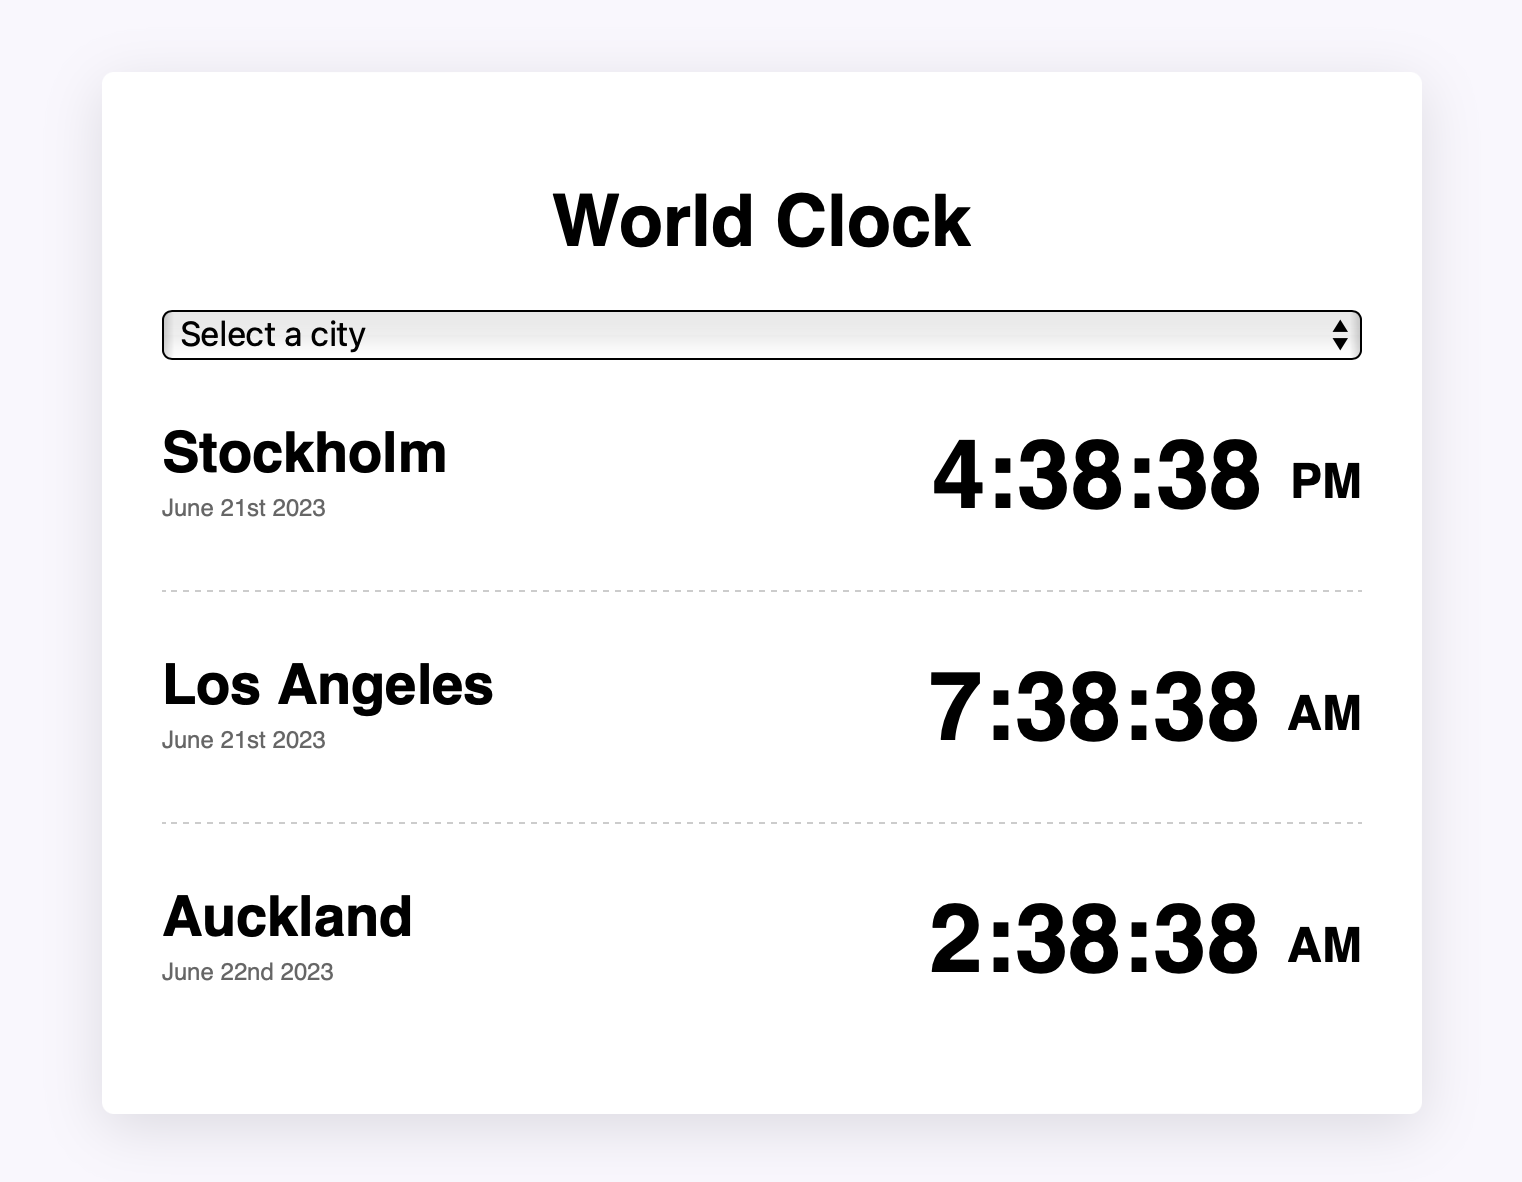 World Clock
Select a city
Stockholm
4:38:38 PM
June 21st 2023
Los Angeles
7:38:38 AM
June 21st 2023
Auckland
2:38:38 AM
June 22nd 2023